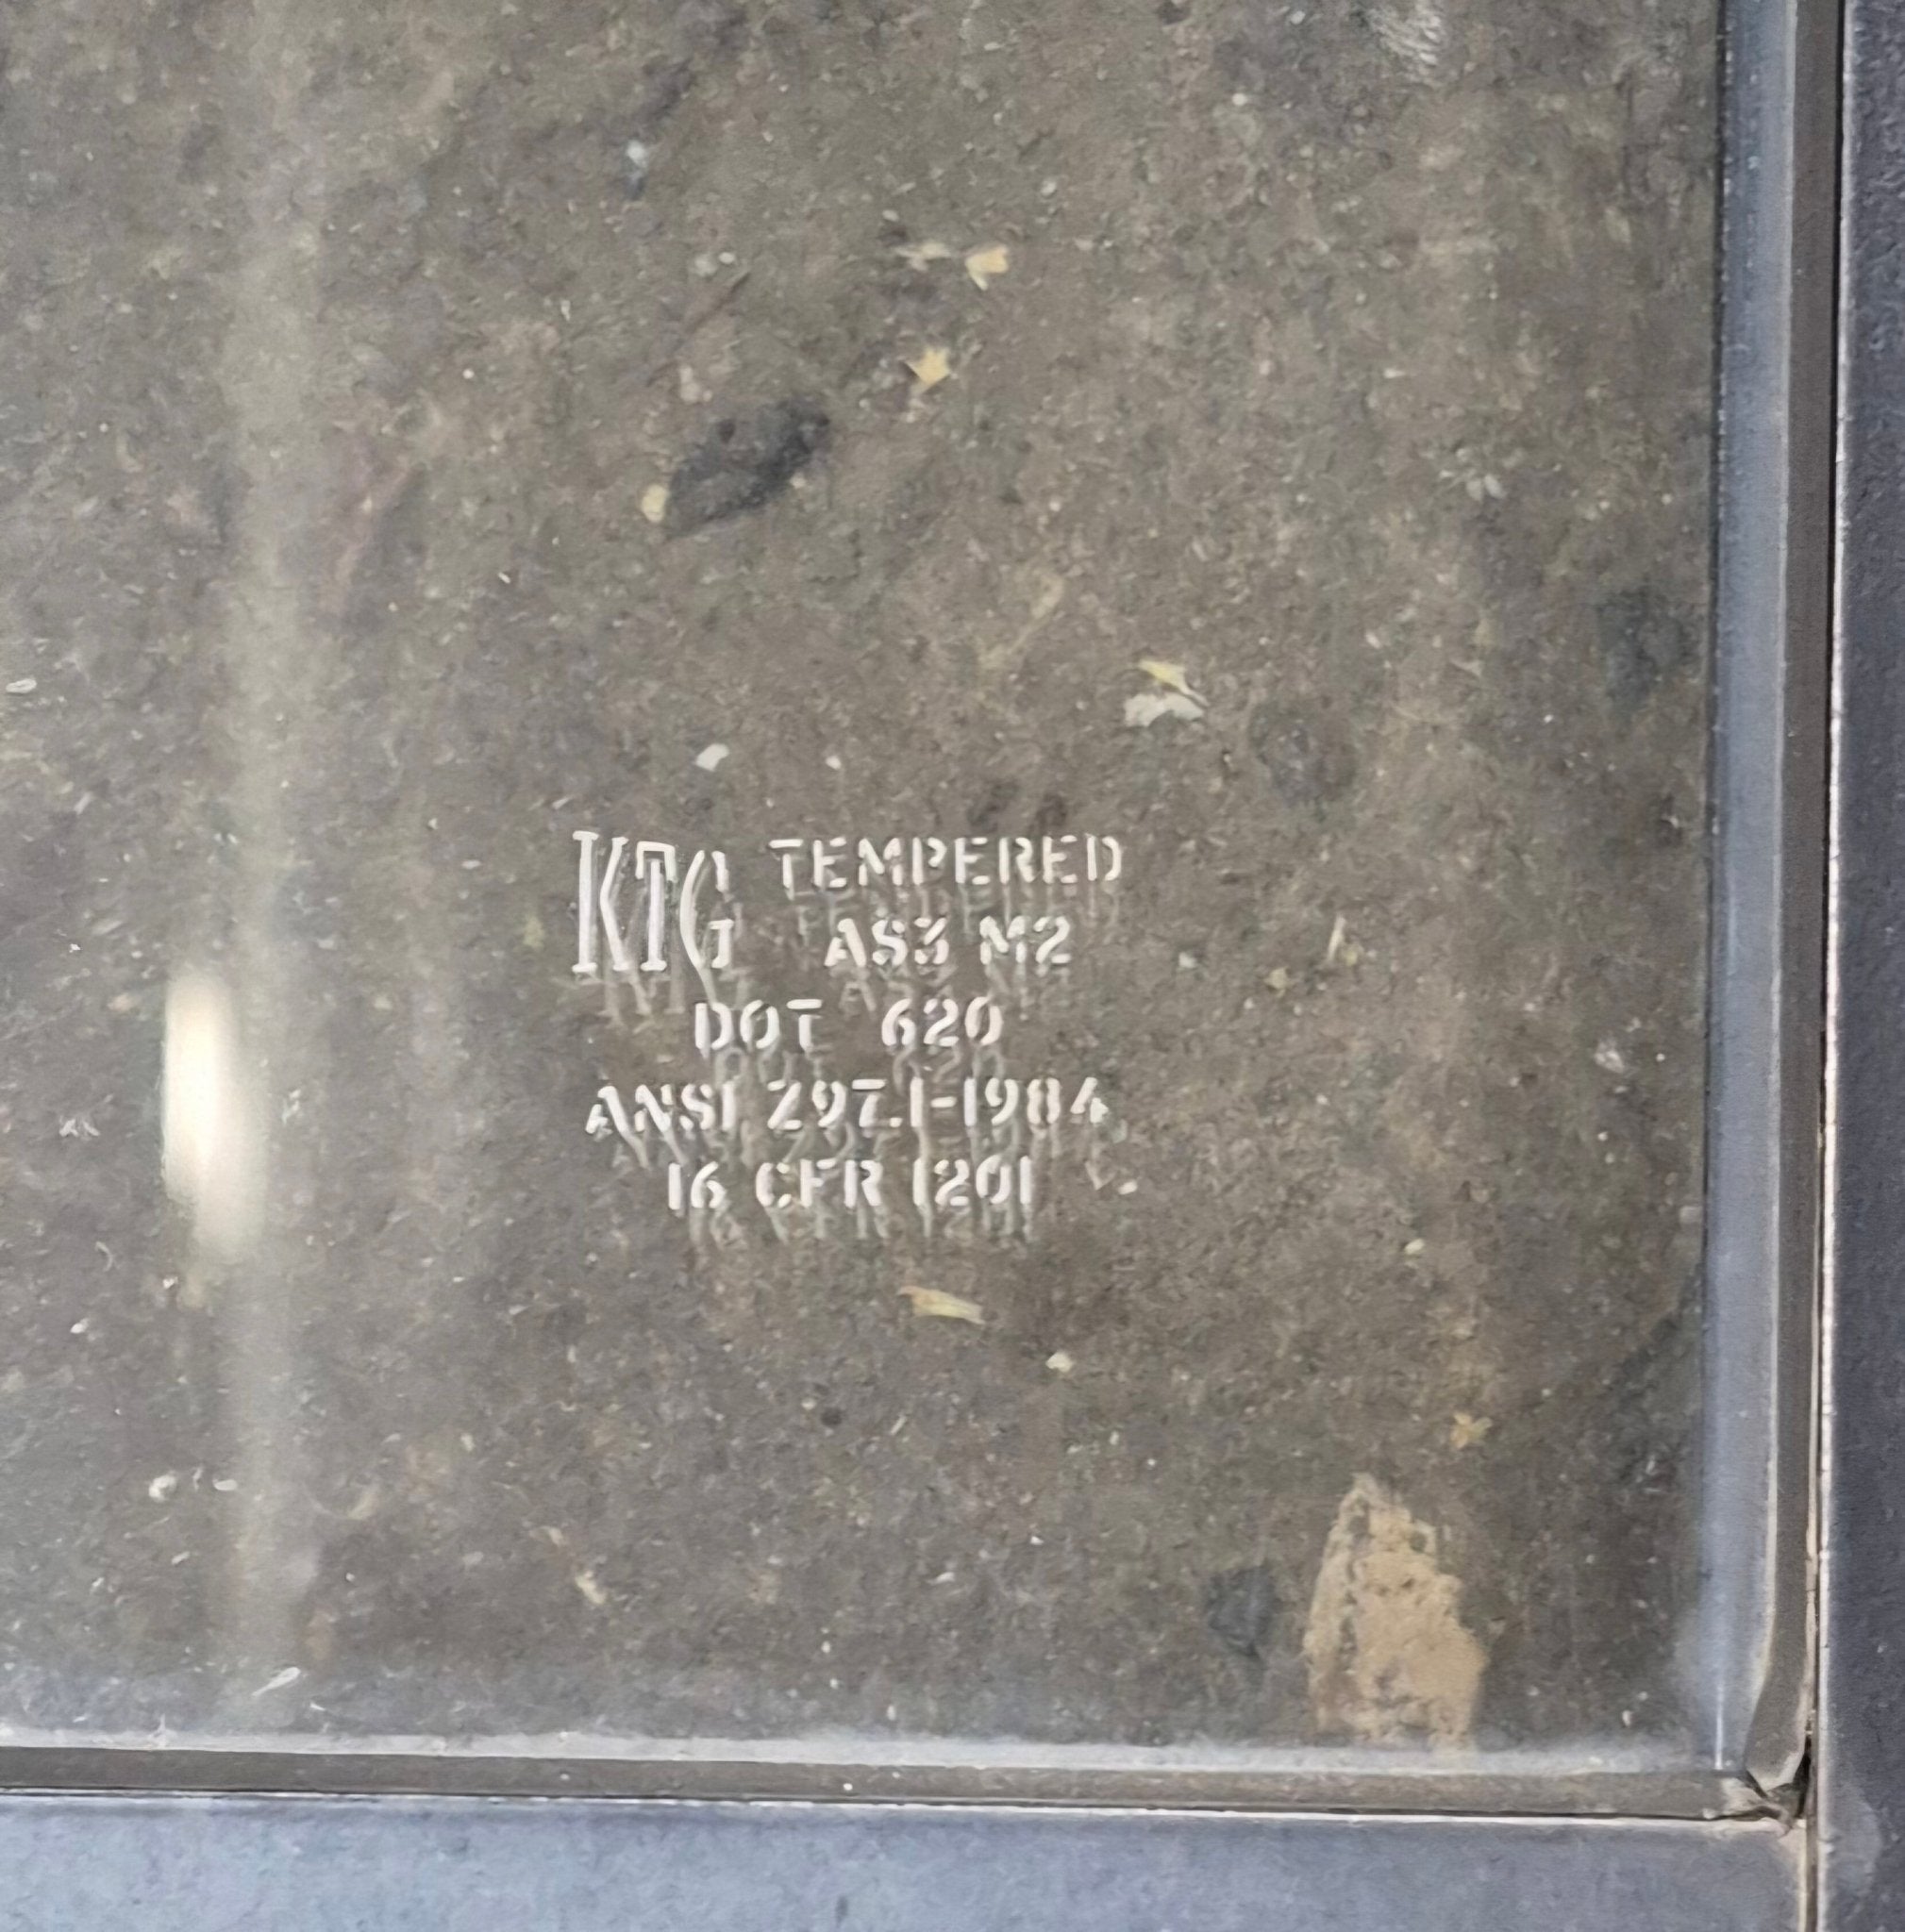 KTG TEMPERED
AS3 M2
DOT 620
ANSI Z97.1-1984
16 CFR 1201